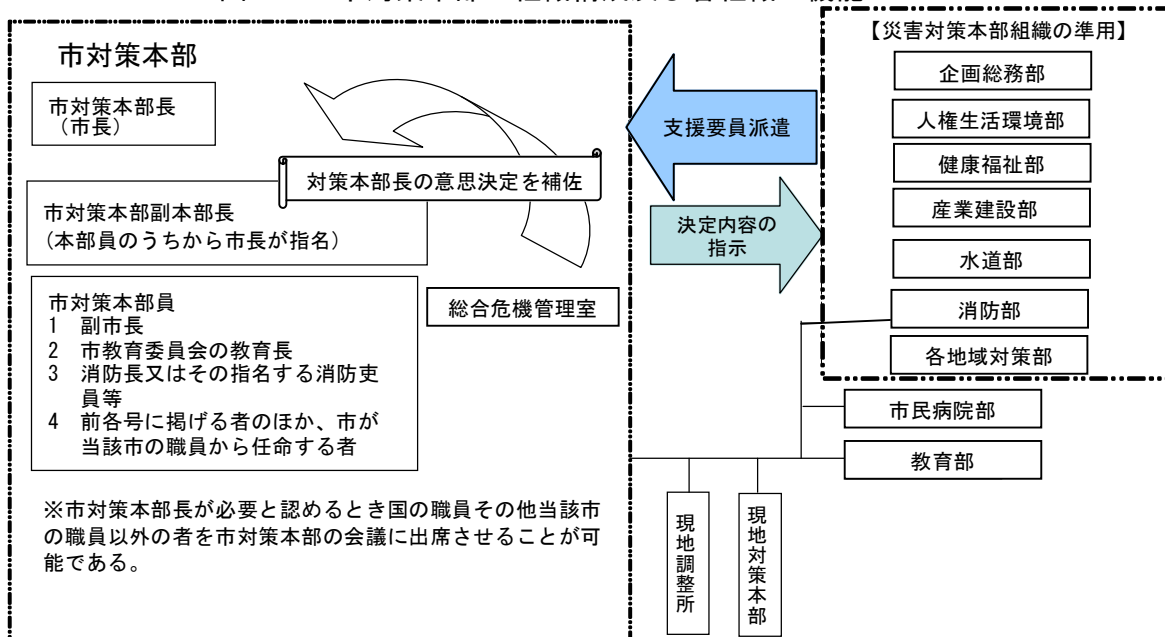 市対策本部
市対策本部長
(市長)
対策本部長の意思決定を補佐
市対策本部副本部長
(本部員のうちから市長が指名)
市対策本部員
1 副市長
2 市教育委員会の教育長
3 消防長又はその指名する消防吏
員等
4 前各号に掲げる者のほか、市が
当該市の職員から任命する者
総合危機管理室
※市対策本部長が必要と認めるとき国の職員その他当該市
の職員以外の者を市対策本部の会議に出席させることが可
能である。
支援要員派遣
決定内容の
指示
【災害対策本部組織の準用】
企画総務部
人権生活環境部
健康福祉部
産業建設部
水道部
消防部
各地域対策部
市民病院部
教育部
現地調整所
現地対策本部